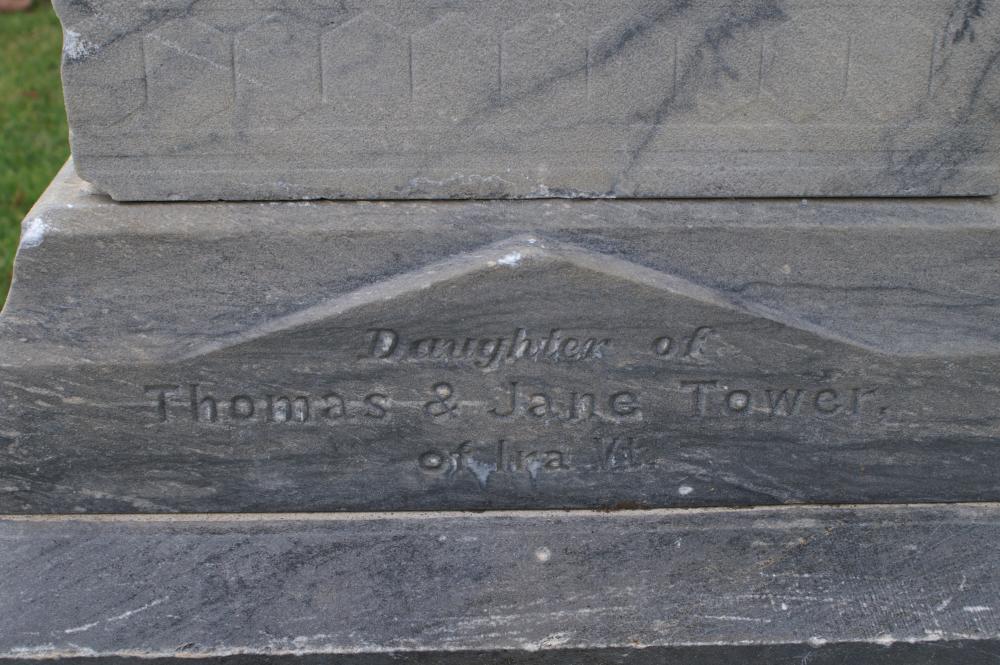 Daughter of
Thomas & Jane Tower.
of Ira Vt.